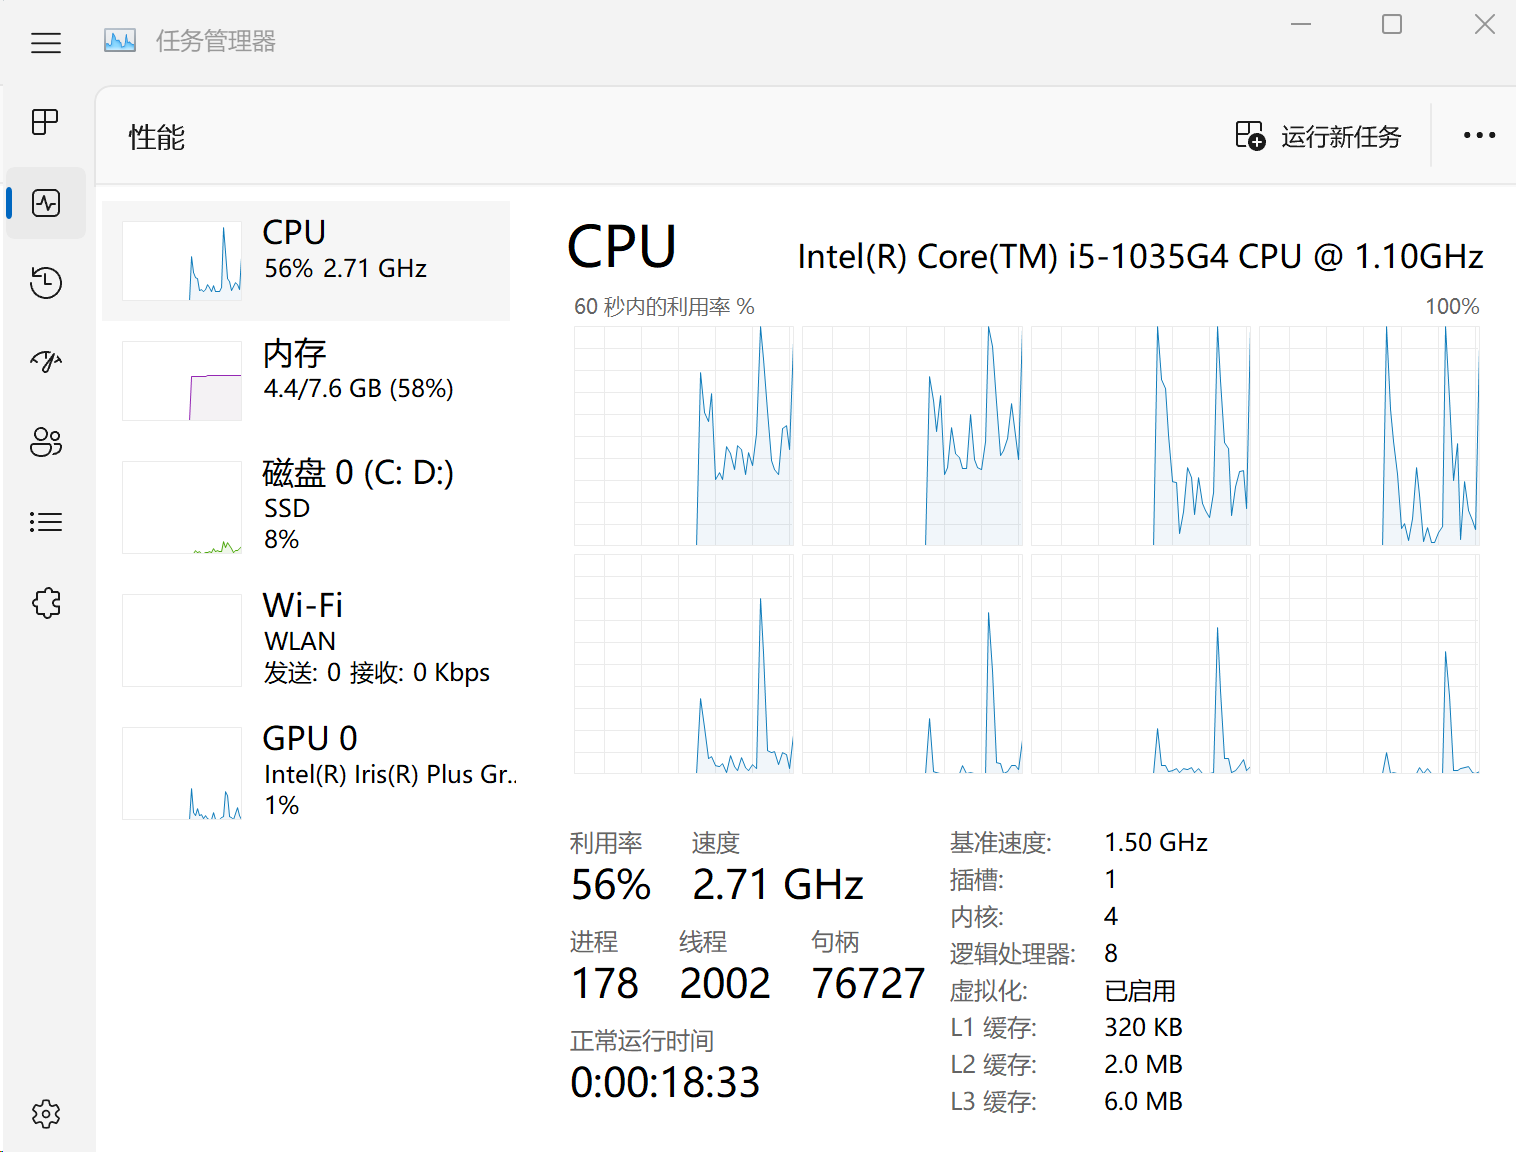 任务管理器
性能
运行新任务
CPU
56% 2.71 GHz
内存
4.4/7.6 GB (58%)
磁盘 0 (C: D:)
SSD
8%
Wi-Fi
WLAN
发送: 0 接收: 0 Kbps
GPU 0
Intel(R) Iris(R) Plus Gr..
1%
CPU
Intel(R) Core(TM) i5-1035G4 CPU @ 1.10GHz
60 秒内的利用率 %
100%
利用率 速度
56% 2.71 GHz
进程 线程 句柄
178 2002 76727
正常运行时间
0:00:18:33
基准速度: 1.50 GHz
插槽: 1
内核: 4
逻辑处理器: 8
虚拟化: 已启用
L1 缓存: 320 KB
L2 缓存: 2.0 MB
L3 缓存: 6.0 MB